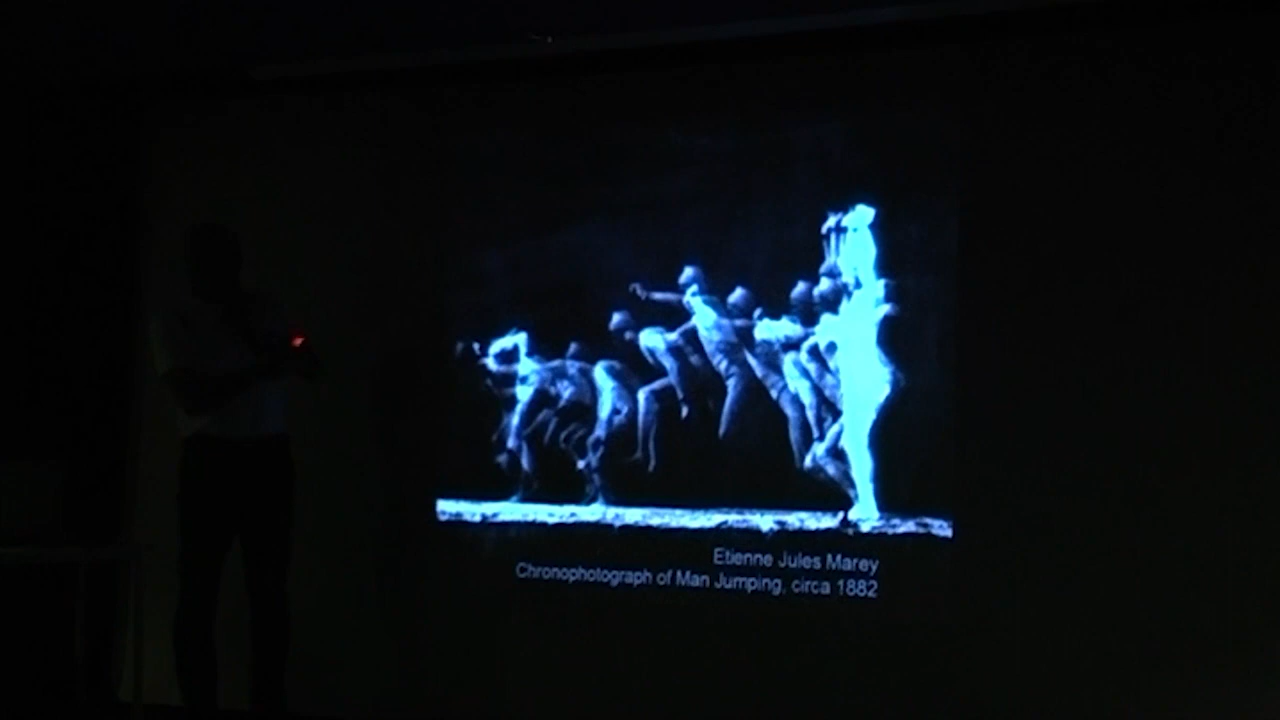 Etienne Jules Marey
Chronophotograph of Man Jumping, circa 1882